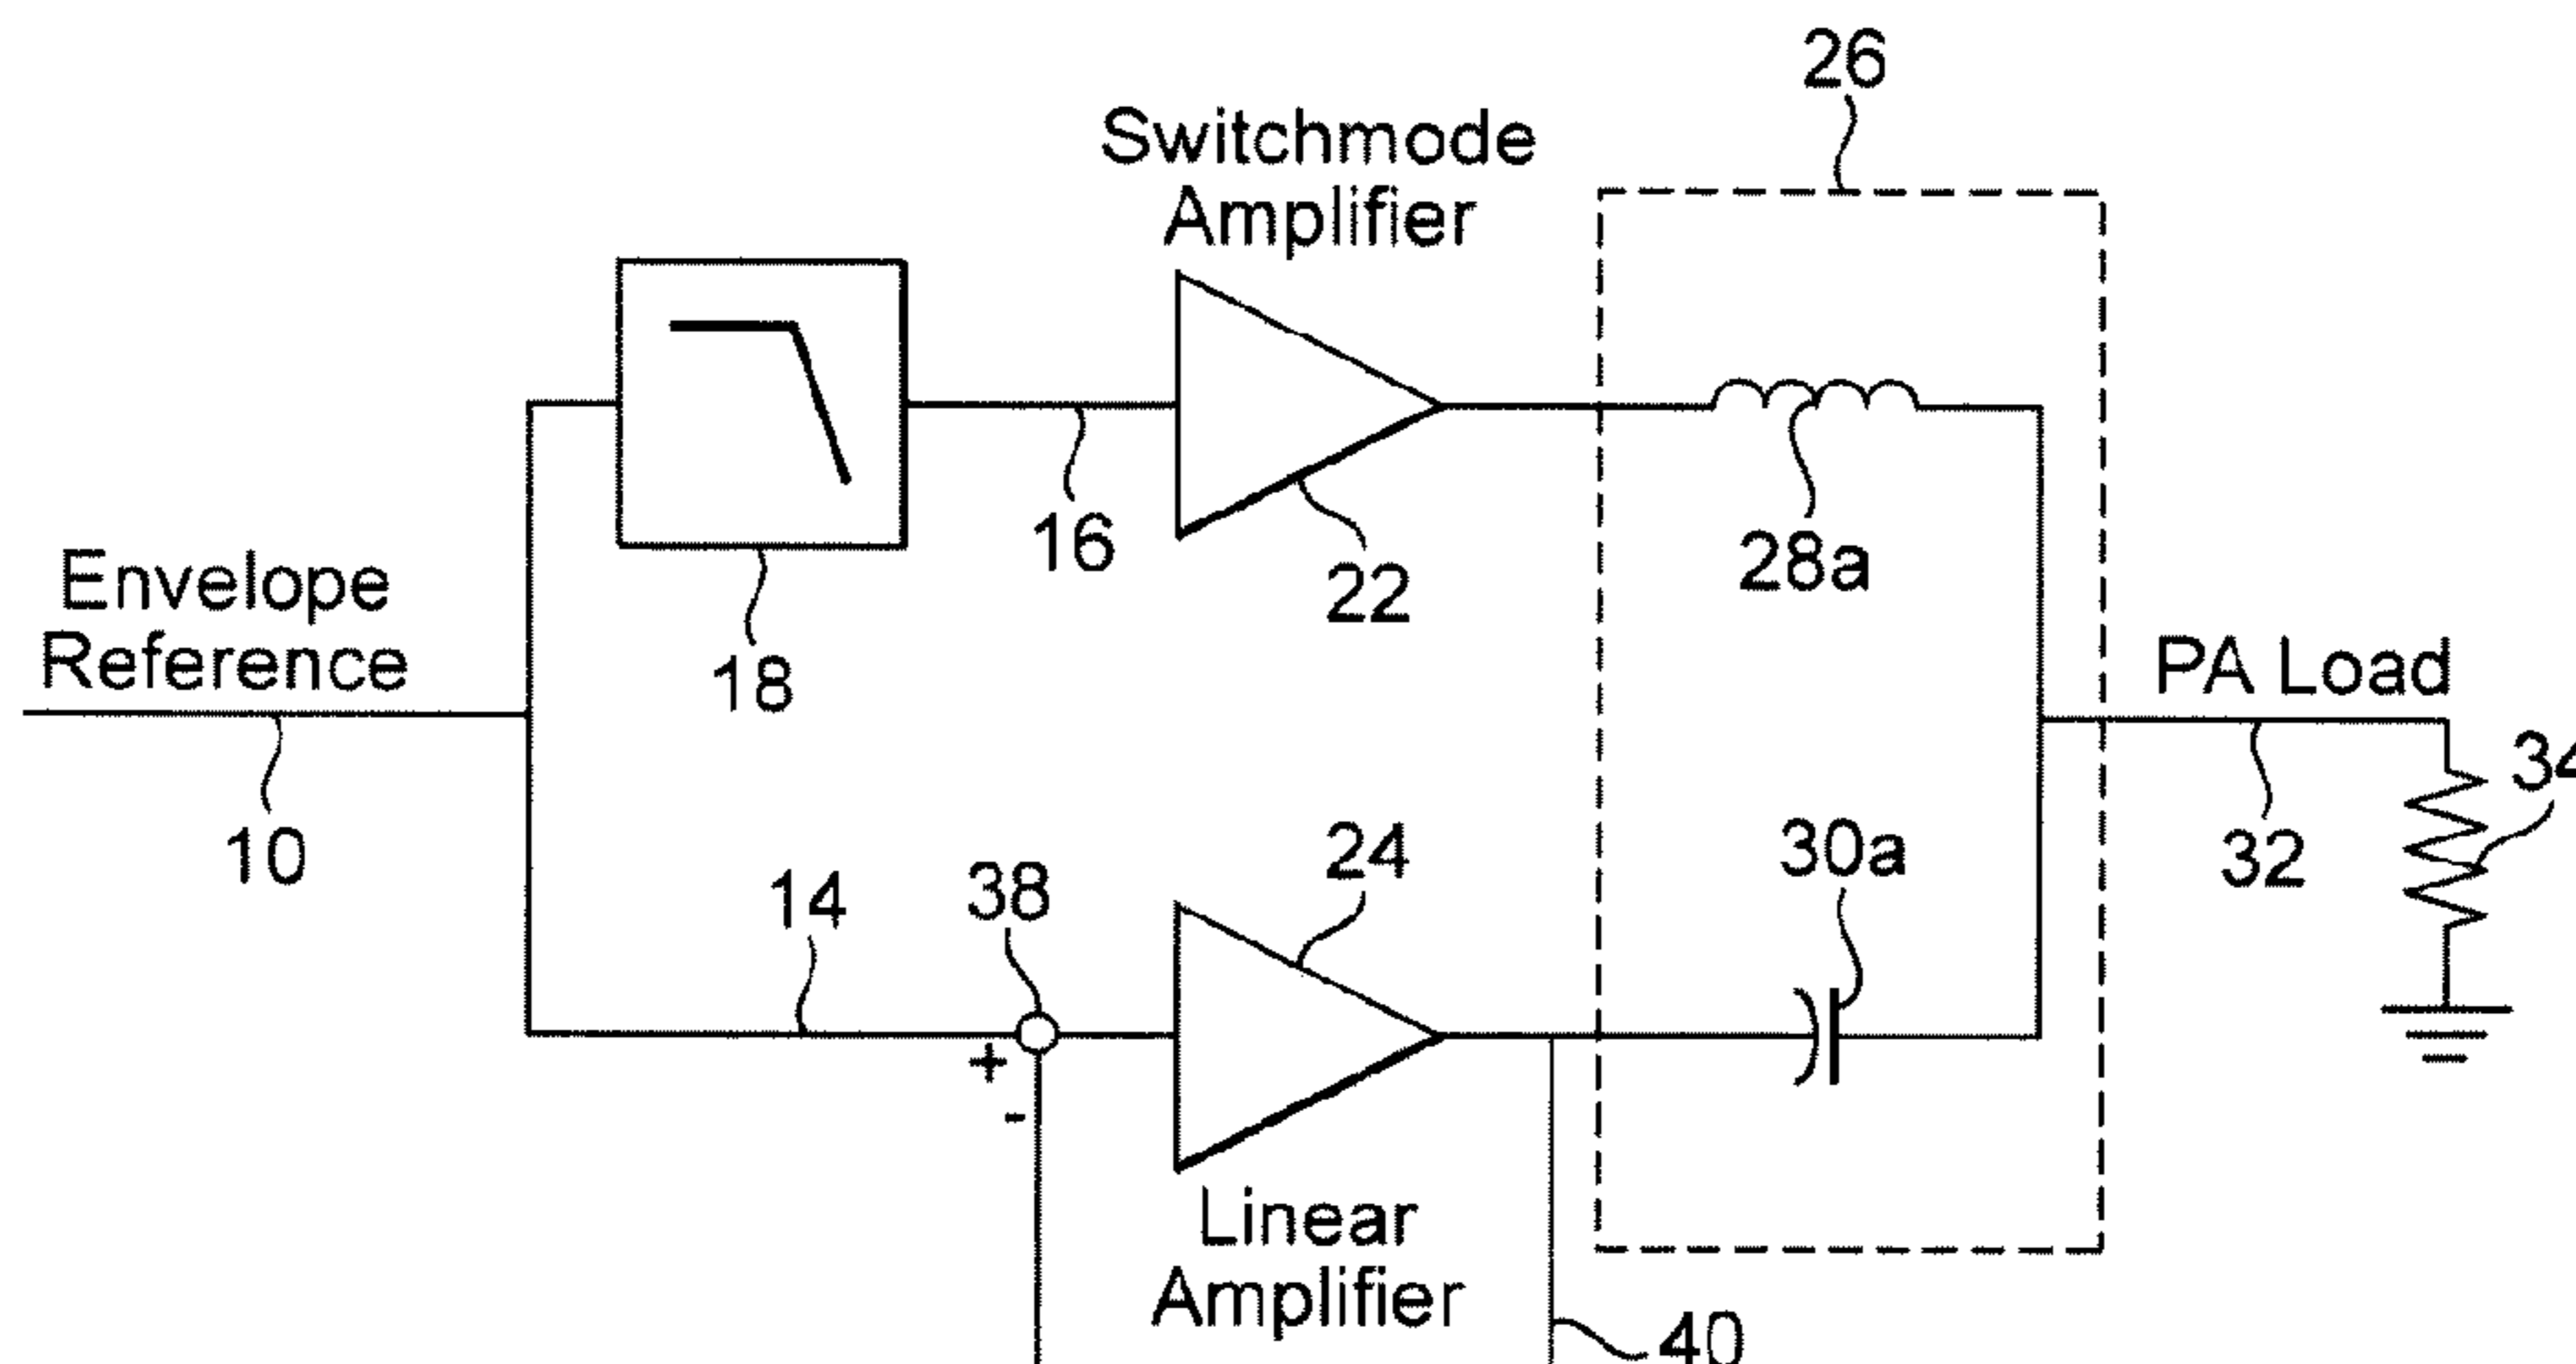 26
Switchmode
Amplifier
16
22
28a
Envelope
Reference
18
PA Load
10
34
32
14
38
24
30a
+
-
Linear
Amplifier
40